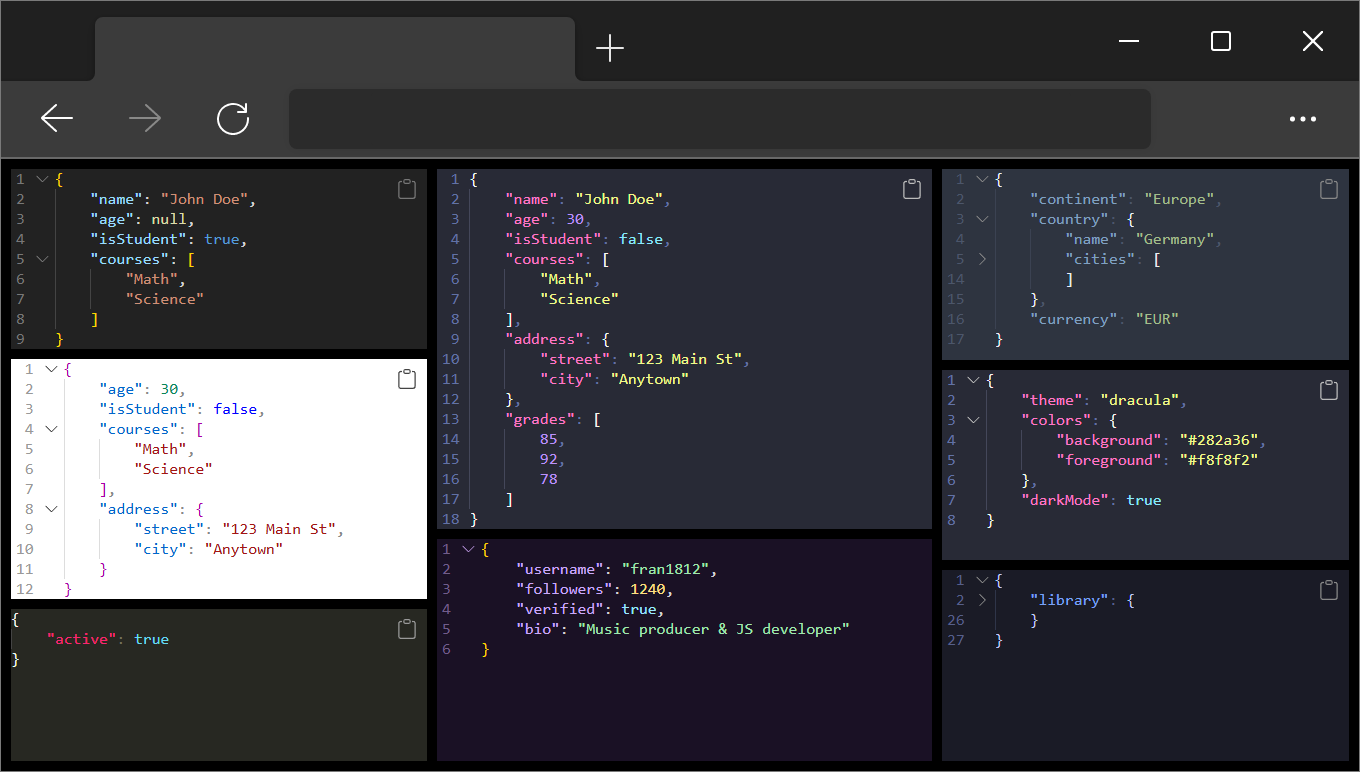 1 {
2     "name": "John Doe",
3     "age": null,
4     "isStudent": true,
5     "courses": [
6         "Math",
7         "Science"
8     ]
9 }
1 {
2     "age": 30,
3     "isStudent": false,
4     "courses": [
5         "Math",
6         "Science"
7     ],
8     "address": {
9         "street": "123 Main St",
10         "city": "Anytown"
11     }
12 }
{
    "active": true
}
1 {
2     "name": "John Doe",
3     "age": 30,
4     "isStudent": false,
5     "courses": [
6         "Math",
7         "Science"
8     ],
9     "address": {
10         "street": "123 Main St",
11         "city": "Anytown"
12     },
13     "grades": [
14         85,
15         92,
16         78
17     ]
18 }
1 {
2     "username": "fran1812",
3     "followers": 1240,
4     "verified": true,
5     "bio": "Music producer & JS developer"
6 }
1 {
2     "continent": "Europe",
3     "country": {
4         "name": "Germany",
5         "cities": [
14         ]
15     },
16     "currency": "EUR"
17 }
1 {
2     "theme": "dracula",
3     "colors": {
4         "background": "#282a36",
5         "foreground": "#f8f8f2"
6     },
7     "darkMode": true
8 }
1 {
2     "library": {
26     }
27 }